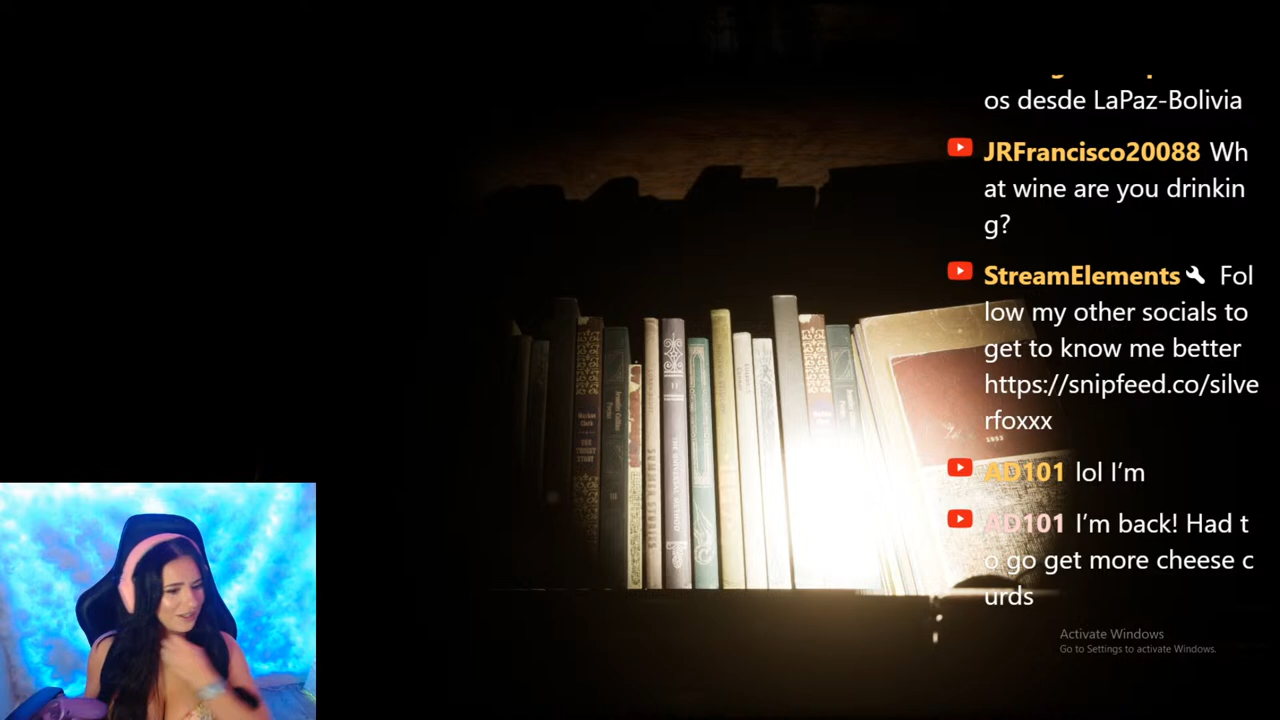 os desde LaPaz-Bolivia
JRFrancisco20088 Wh
at wine are you drinkin
g?
StreamElements Fol
low my other socials to
get to know me better
https://snipfeed.co/silve
rfoxxx
AD101 lol I’m
AD101 I’m back! Had t
o go get more cheese c
urds
Activate Windows
Go to Settings to activate Windows.
1953